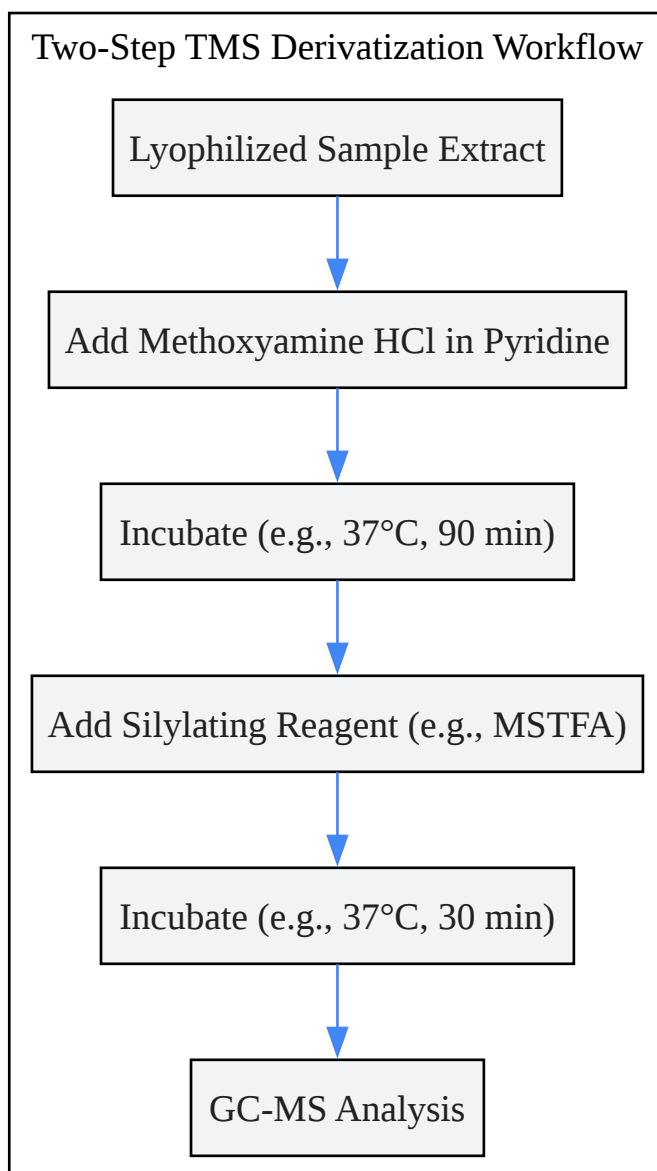 Two-Step TMS Derivatization Workflow
Lyophilized Sample Extract
Add Methoxyamine HCl in Pyridine
Incubate (e.g., 37°C, 90 min)
Add Silylating Reagent (e.g., MSTFA)
Incubate (e.g., 37°C, 30 min)
GC-MS Analysis